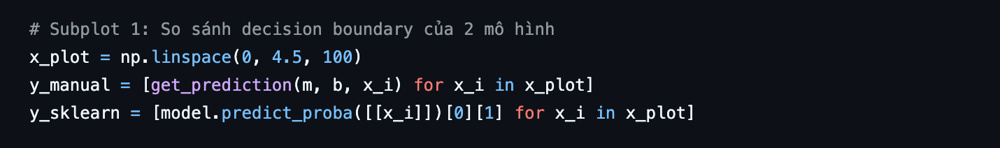 # Subplot 1: So sánh decision boundary của 2 mô hình
x_plot = np.linspace(0, 4.5, 100)
y_manual = [get_prediction(m, b, x_i) for x_i in x_plot]
y_sklearn = [model.predict_proba([[x_i]])[0][1] for x_i in x_plot]